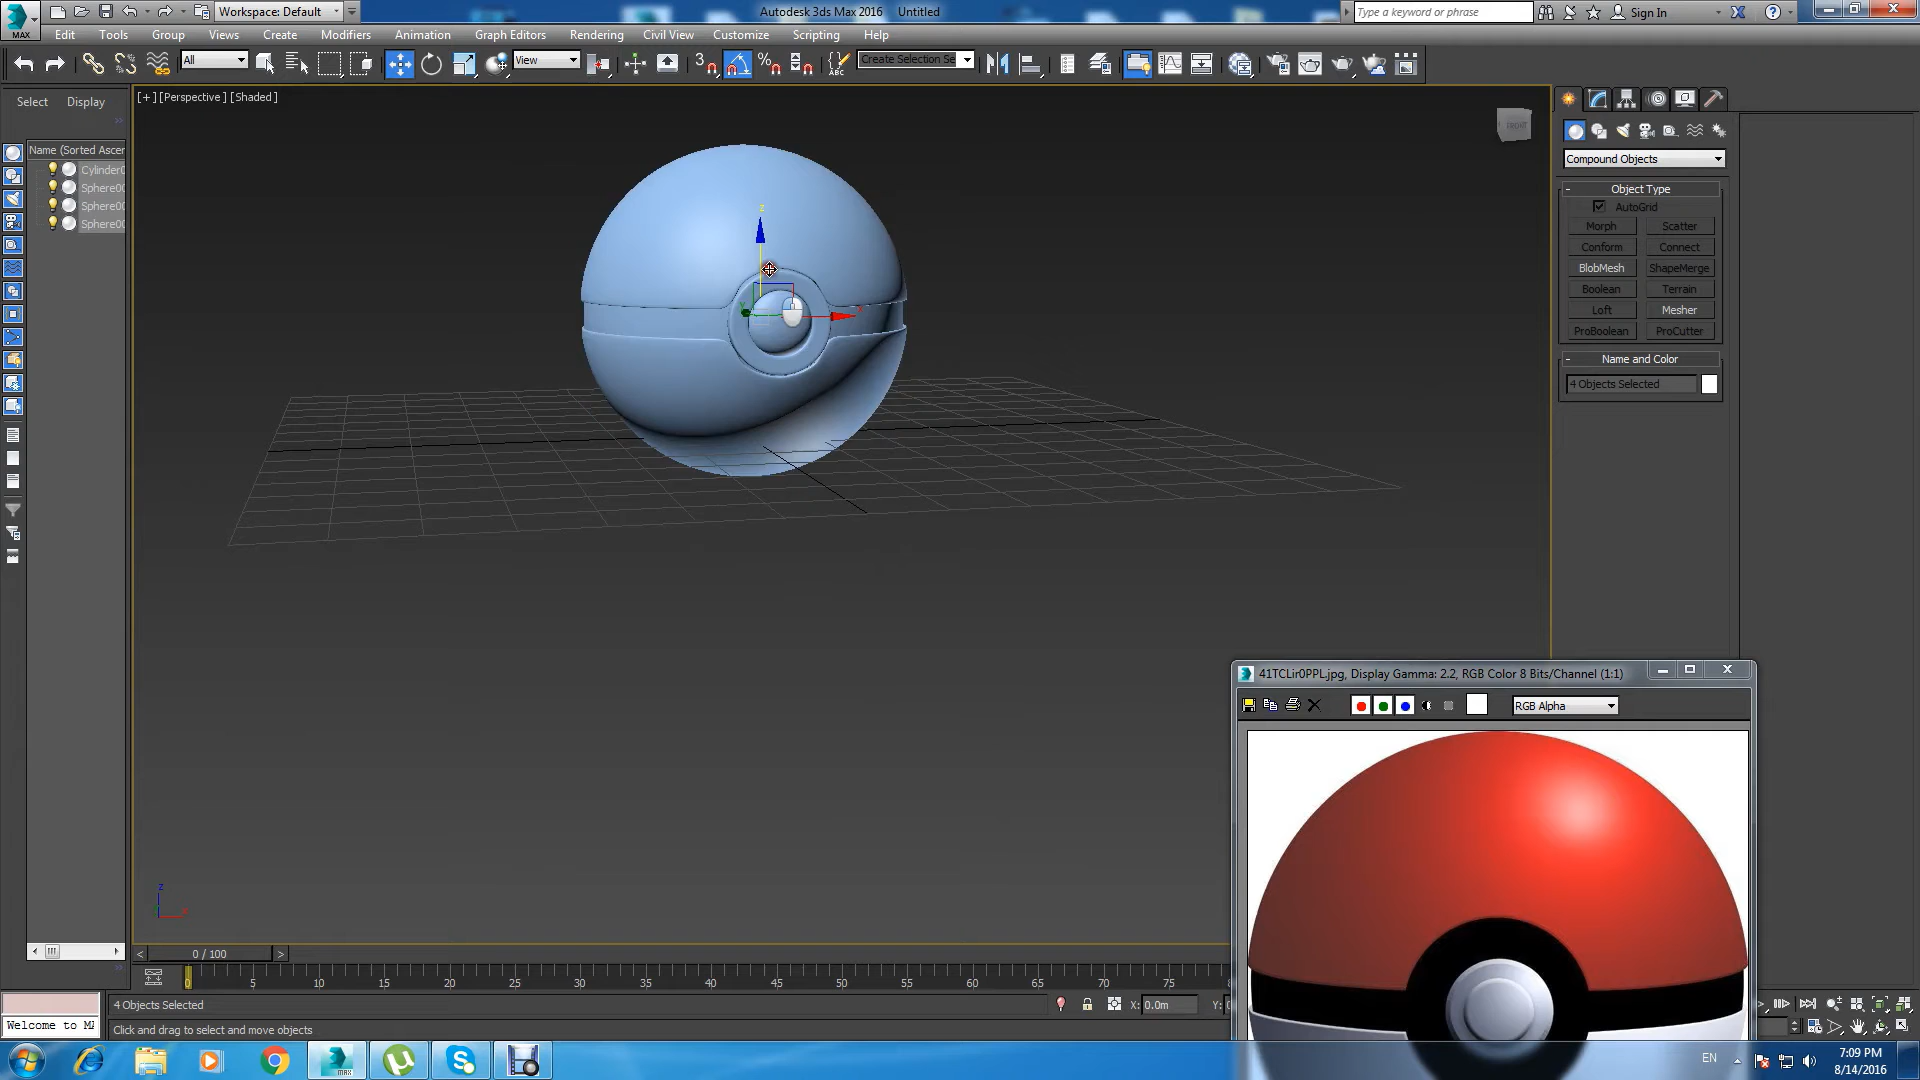 Workspace: Default
Autodesk 3ds Max 2016 Untitled
Type a keyword or phrase
Sign In
MAX
Edit Tools Group Views Create Modifiers Animation Graph Editors Rendering Civil View Customize Scripting Help
All
View
3
ABC
Create Selection Se
Select Display
[+] [Perspective] [Shaded]
FRONT
Name (Sorted Ascer
Cylinder0
Sphere00
Sphere00
Sphere00
Compound Objects
- Object Type
AutoGrid
Morph Scatter
Conform Connect
BlobMesh ShapeMerge
Boolean Terrain
Loft Mesher
ProBoolean ProCutter
- Name and Color
4 Objects Selected
z
x
41TCLir0PPL.jpg, Display Gamma: 2.2, RGB Color 8 Bits/Channel (1:1)
RGB Alpha
z
x
< 0 / 100 >
0 5 10 15 20 25 30 35 40 45 50 55 60 65 70 75
4 Objects Selected
X: 0.0m Y:
Welcome to M
Click and drag to select and move objects
MAX
EN
7:09 PM
8/14/2016